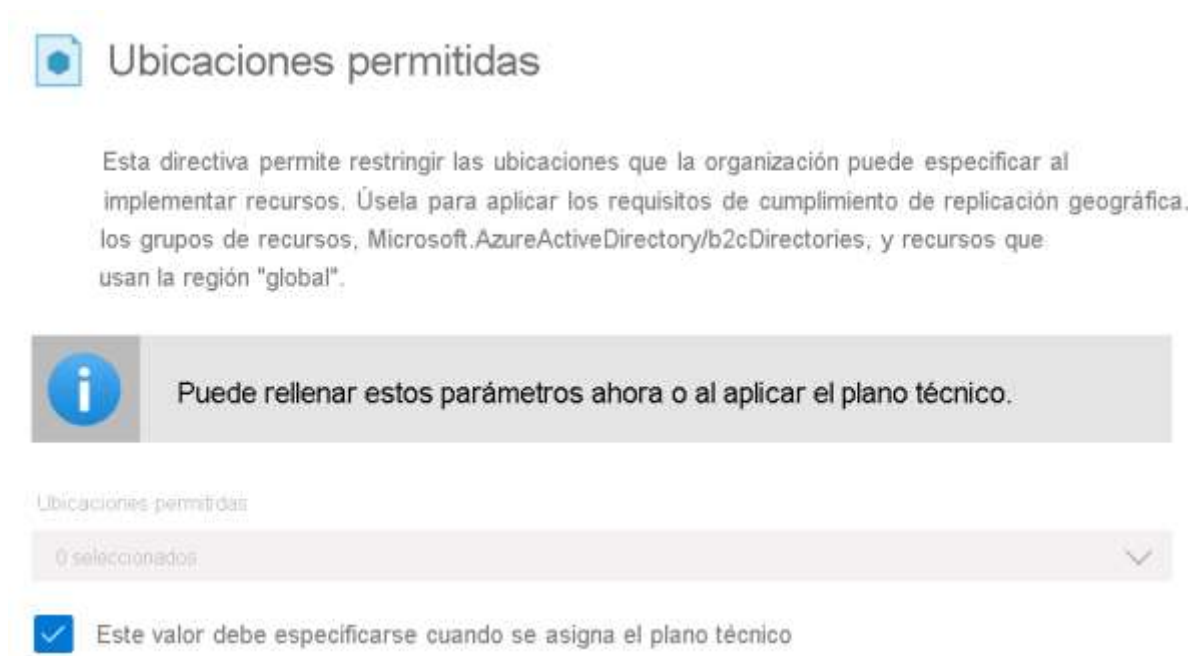 Ubicaciones permitidas
Esta directiva permite restringir las ubicaciones que la organización puede especificar al
implementar recursos. Úsela para aplicar los requisitos de cumplimiento de replicación geográfica.
los grupos de recursos, Microsoft.AzureActiveDirectory/b2cDirectories, y recursos que
usan la región "global".
Puede rellenar estos parámetros ahora o al aplicar el plano técnico.
Ubicaciones permitidas
0 seleccionados
Este valor debe especificarse cuando se asigna el plano técnico